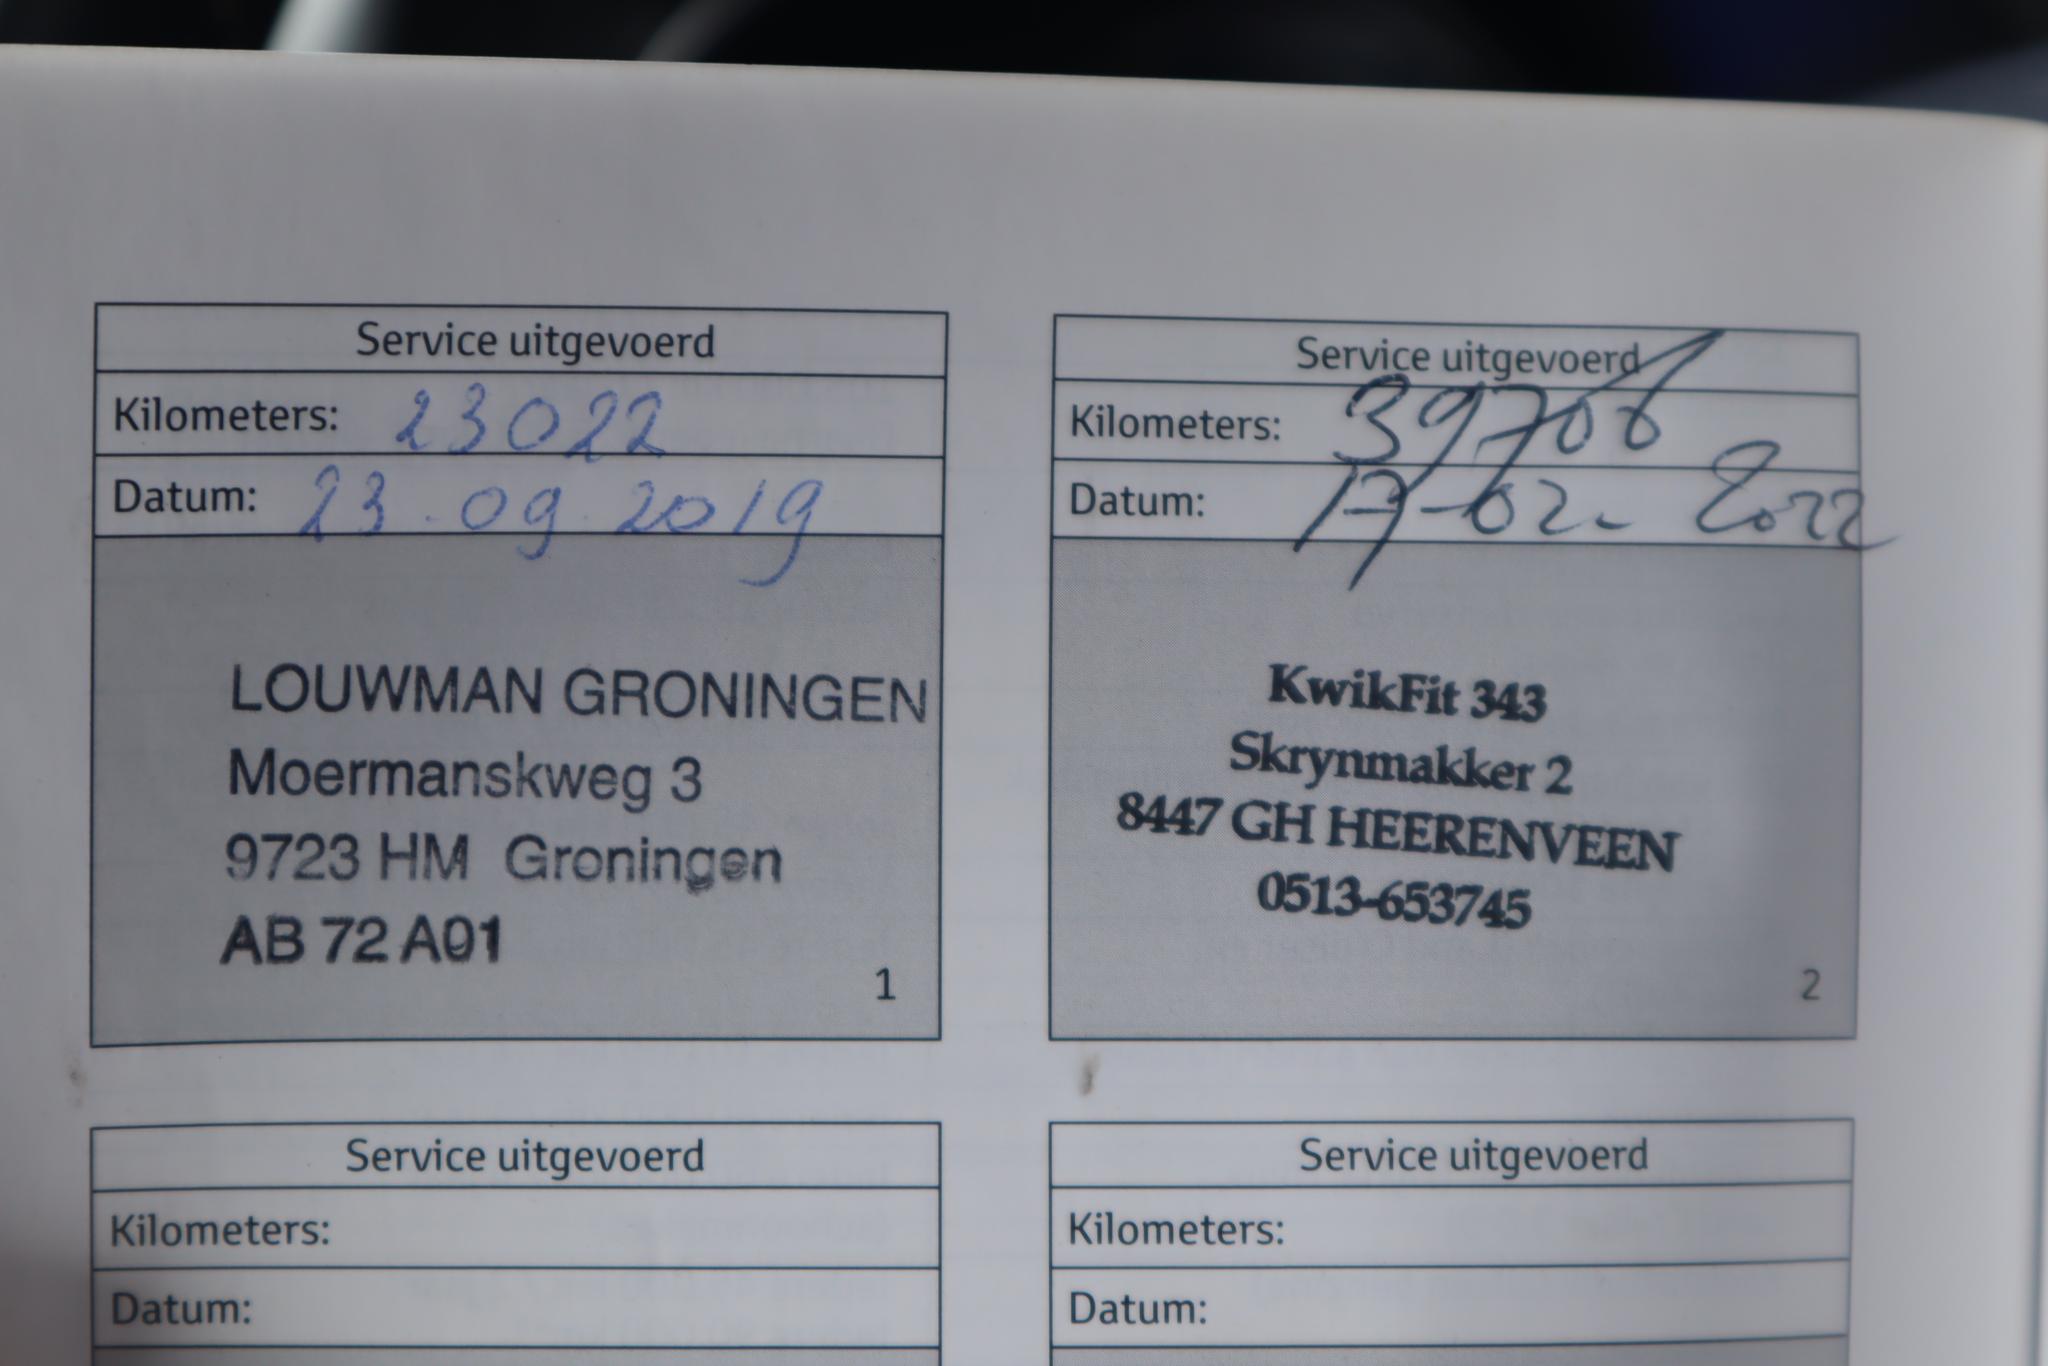 Service uitgevoerd
Kilometers: 23022
Datum: 23-09-2019
LOUWMAN GRONINGEN
Moermanskweg 3
9723 HM Groningen
AB 72 A01
1
Service uitgevoerd
Kilometers: 39706
Datum: 17-02-2022
KwikFit 343
Skrynmakker 2
8447 GH HEERENVEEN
0513-653745
2
Service uitgevoerd
Kilometers:
Datum:
Service uitgevoerd
Kilometers:
Datum: